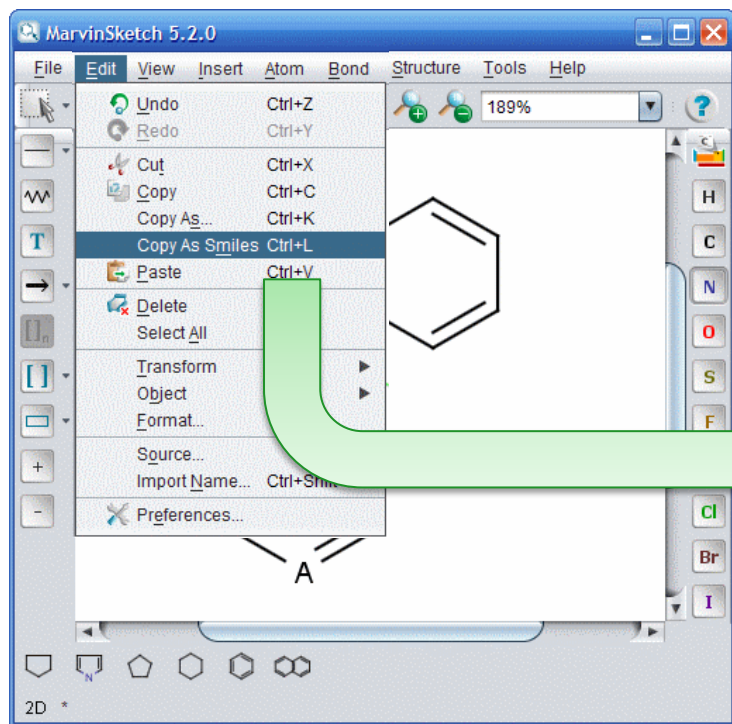 MarvinSketch 5.2.0
File Edit View Insert Atom Bond Structure Tools Help
189%
?
Undo Ctrl+Z
Redo Ctrl+Y
Cut Ctrl+X
Copy Ctrl+C
Copy As... Ctrl+K
Copy As Smiles Ctrl+L
Paste Ctrl+V
Delete
Select All
Transform
Object
Format...
Source...
Import Name...
Preferences...
T
[ ]n
[ ]
+
-
C
H
C
N
O
S
F
Cl
Br
I
A
N
2D *